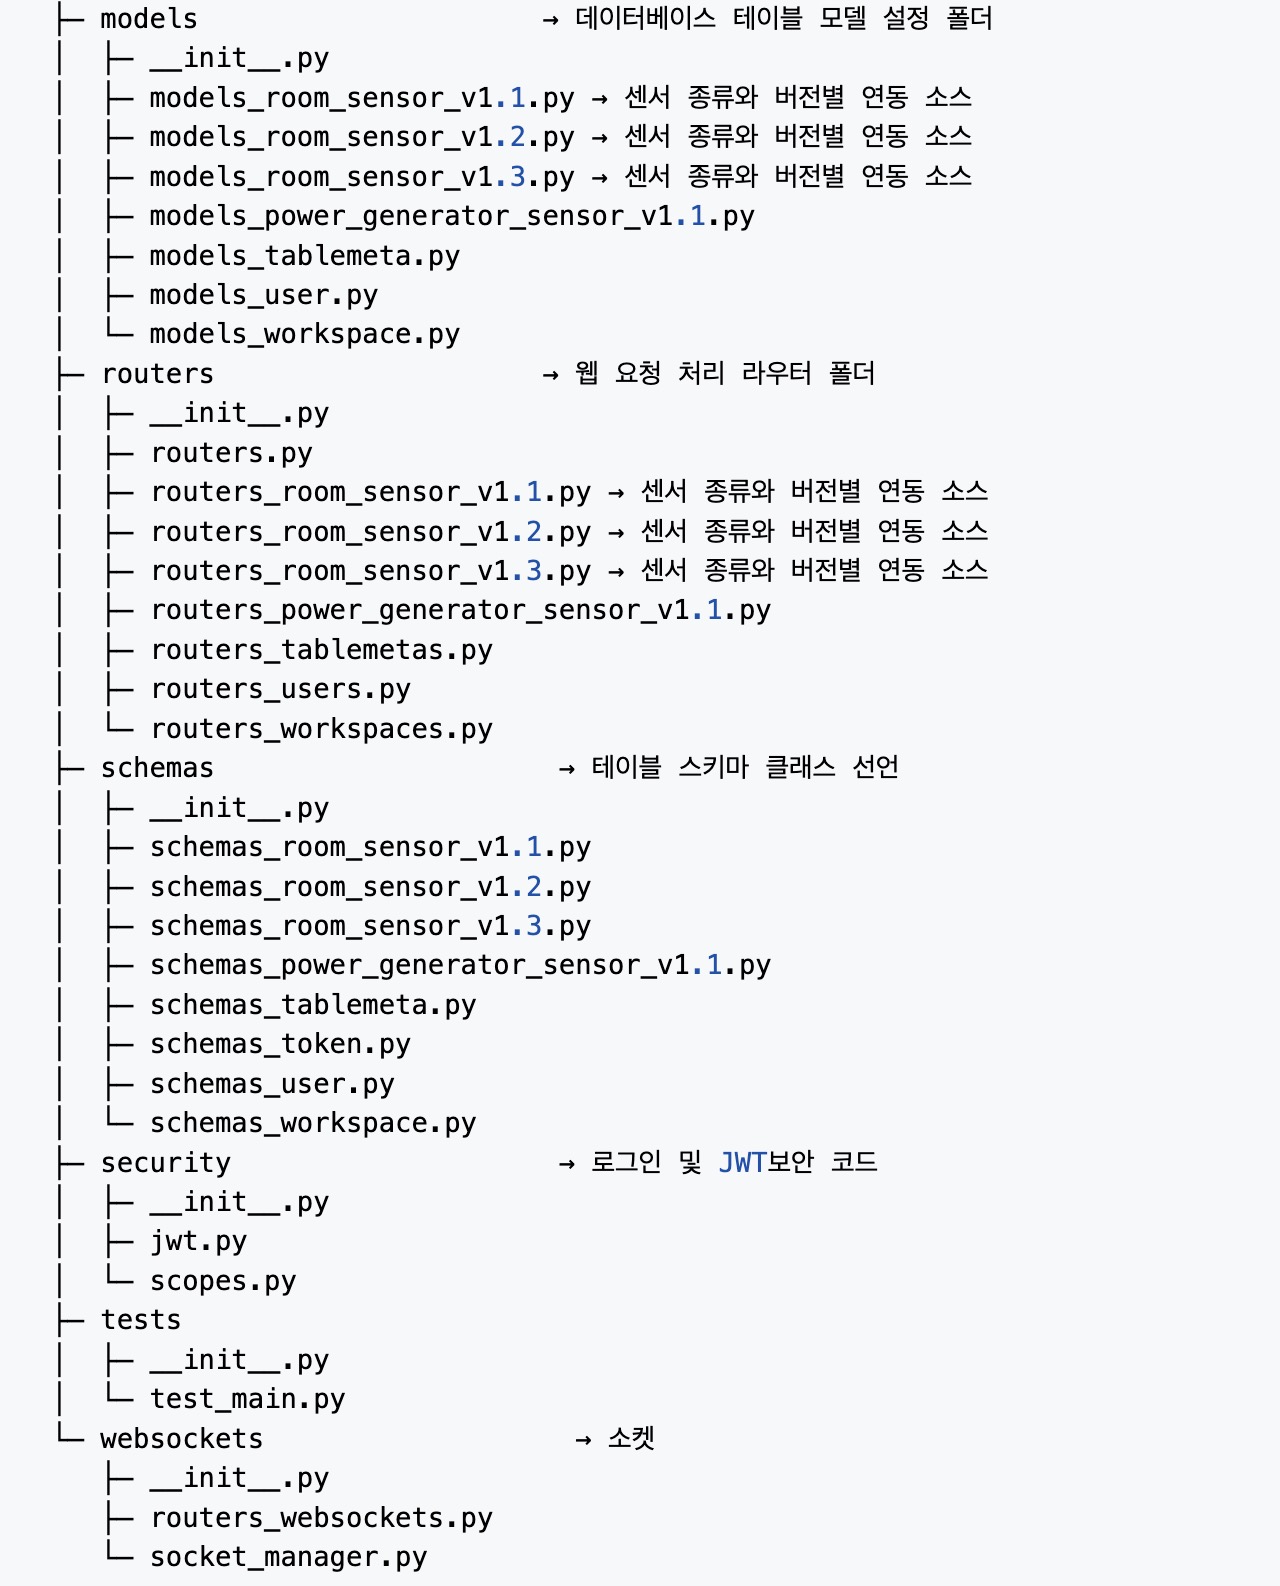 ├─ models                     → 데이터베이스 테이블 모델 설정 폴더
│  ├─ __init__.py
│  ├─ models_room_sensor_v1.1.py → 센서 종류와 버전별 연동 소스
│  ├─ models_room_sensor_v1.2.py → 센서 종류와 버전별 연동 소스
│  ├─ models_room_sensor_v1.3.py → 센서 종류와 버전별 연동 소스
│  ├─ models_power_generator_sensor_v1.1.py
│  ├─ models_tablemeta.py
│  ├─ models_user.py
│  └─ models_workspace.py
├─ routers                    → 웹 요청 처리 라우터 폴더
│  ├─ __init__.py
│  ├─ routers.py
│  ├─ routers_room_sensor_v1.1.py → 센서 종류와 버전별 연동 소스
│  ├─ routers_room_sensor_v1.2.py → 센서 종류와 버전별 연동 소스
│  ├─ routers_room_sensor_v1.3.py → 센서 종류와 버전별 연동 소스
│  ├─ routers_power_generator_sensor_v1.1.py
│  ├─ routers_tablemetas.py
│  ├─ routers_users.py
│  └─ routers_workspaces.py
├─ schemas                     → 테이블 스키마 클래스 선언
│  ├─ __init__.py
│  ├─ schemas_room_sensor_v1.1.py
│  ├─ schemas_room_sensor_v1.2.py
│  ├─ schemas_room_sensor_v1.3.py
│  ├─ schemas_power_generator_sensor_v1.1.py
│  ├─ schemas_tablemeta.py
│  ├─ schemas_token.py
│  ├─ schemas_user.py
│  └─ schemas_workspace.py
├─ security                    → 로그인 및 JWT보안 코드
│  ├─ __init__.py
│  ├─ jwt.py
│  └─ scopes.py
├─ tests
│  ├─ __init__.py
│  └─ test_main.py
└─ websockets                   → 소켓
   ├─ __init__.py
   ├─ routers_websockets.py
   └─ socket_manager.py